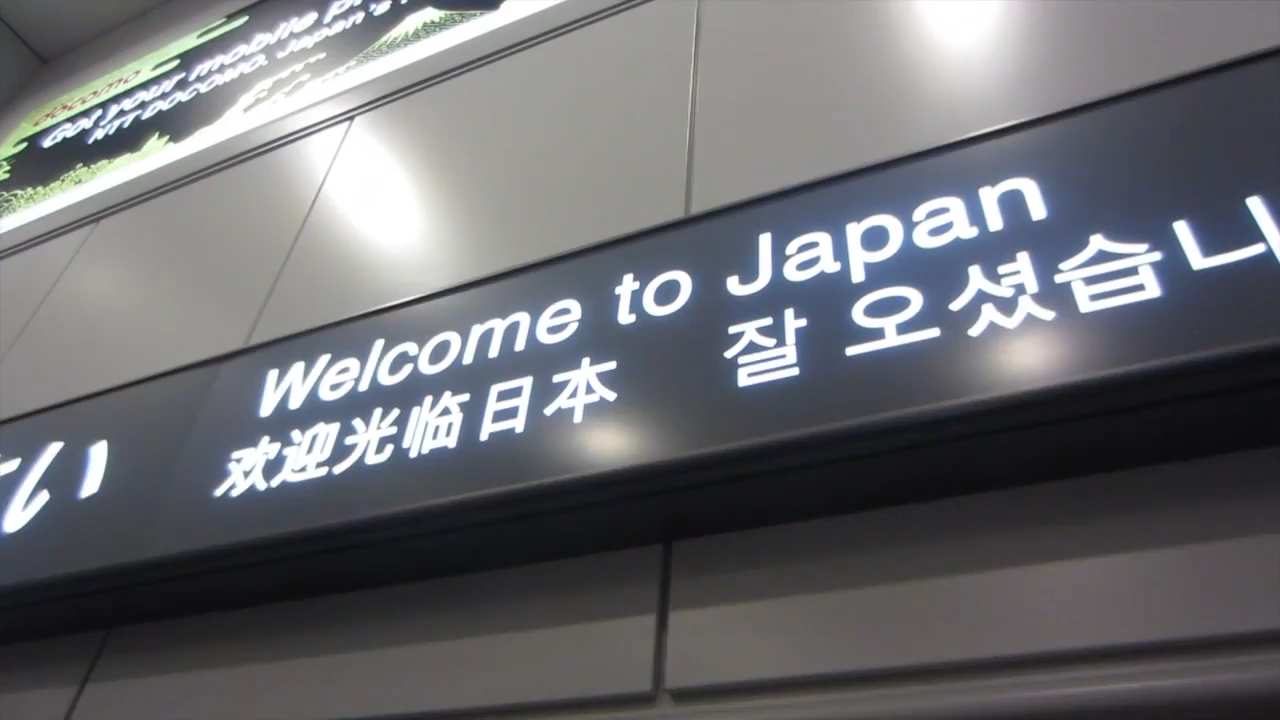 docomo
Got your mobile p
NTT DOCOMO, Japan's
い
Welcome to Japan
欢迎光临日本 잘 오셨습니